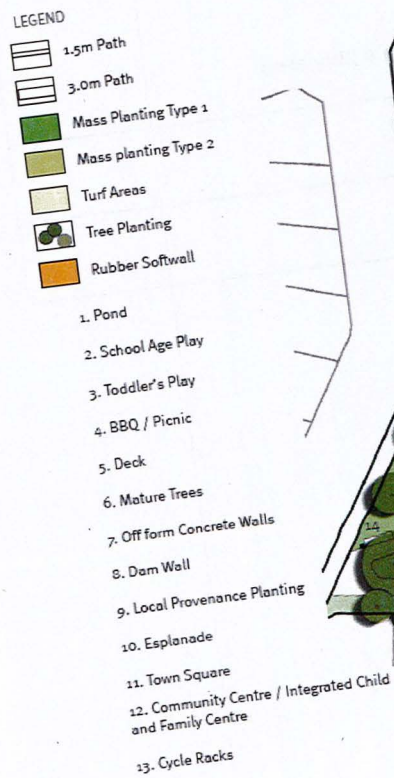 LEGEND
1.5m Path
3.0m Path
Mass Planting Type 1
Mass planting Type 2
Turf Areas
Tree Planting
Rubber Softwall
1. Pond
2. School Age Play
3. Toddler's Play
4. BBQ / Picnic
5. Deck
6. Mature Trees
7. Off form Concrete Walls
8. Dam Wall
9. Local Provenance Planting
10. Esplanade
11. Town Square
12. Community Centre / Integrated Child
and Family Centre
13. Cycle Racks
14